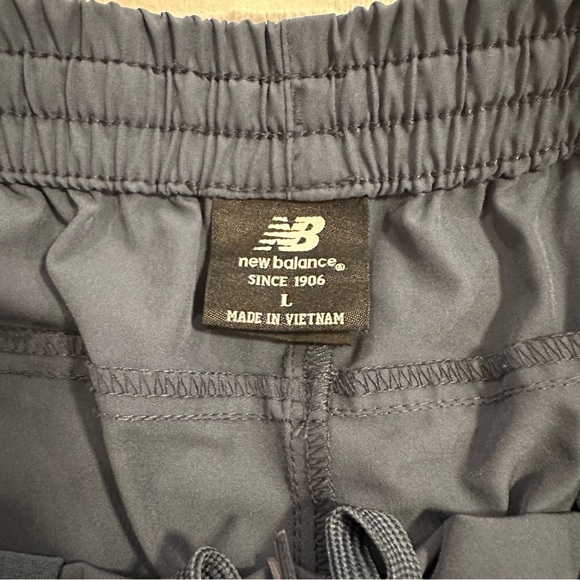 NB
new balance®
SINCE 1906
L
MADE IN VIETNAM